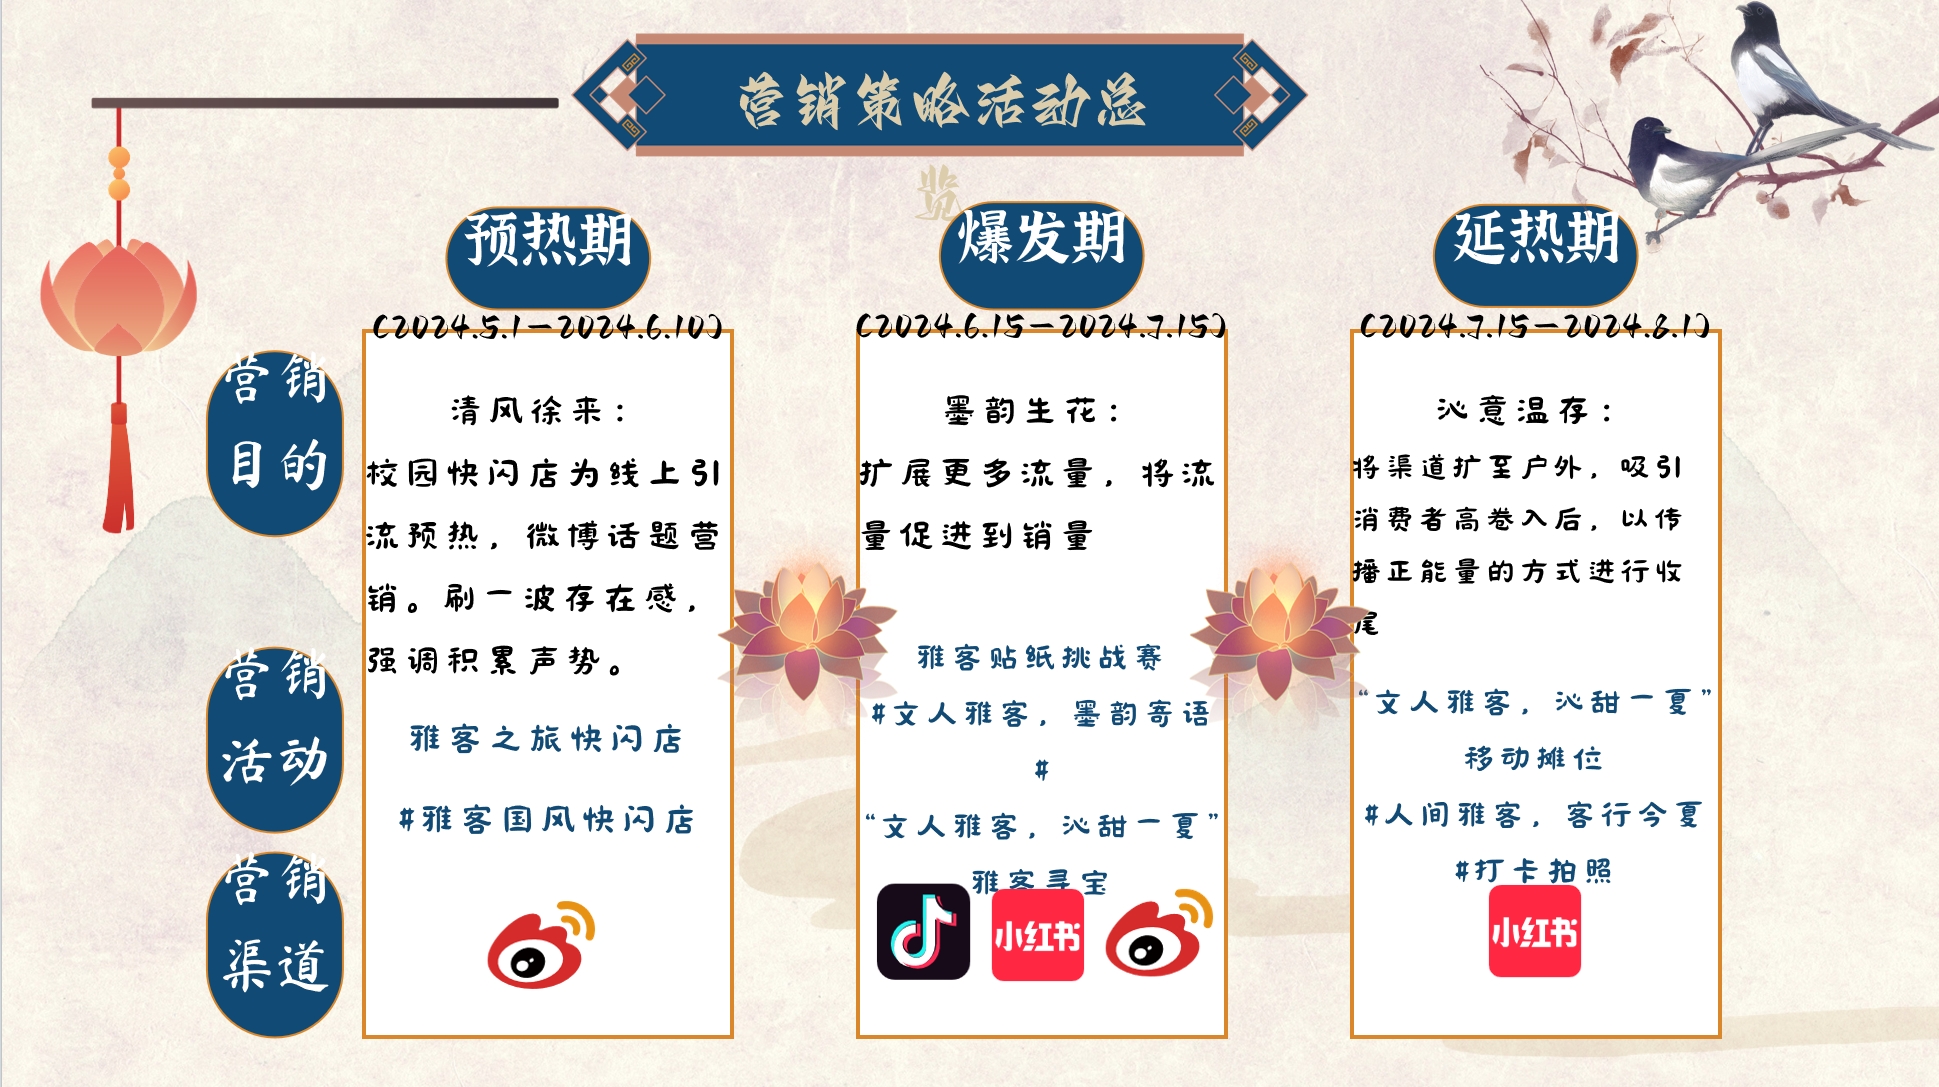 营销策略活动总
览
预热期
爆发期
延热期
(2024.5.1-2024.6.10)
(2024.6.15-2024.7.15)
(2024.7.15-2024.8.1)
营销
目的
清风徐来：
校园快闪店为线上引
流预热，微博话题营
销。刷一波存在感，
强调积累声势。
墨韵生花：
扩展更多流量，将流
量促进到销量
沁意温存：
将渠道扩至户外，吸引
消费者高卷入后，以传
播正能量的方式进行收
尾
营销
活动
雅客之旅快闪店
#雅客国风快闪店
雅客贴纸挑战赛
#文人雅客，墨韵寄语
#
“文人雅客，沁甜一夏”
雅客寻宝
“文人雅客，沁甜一夏”
移动摊位
#人间雅客，客行今夏
#打卡拍照
营销
渠道
小红书
小红书